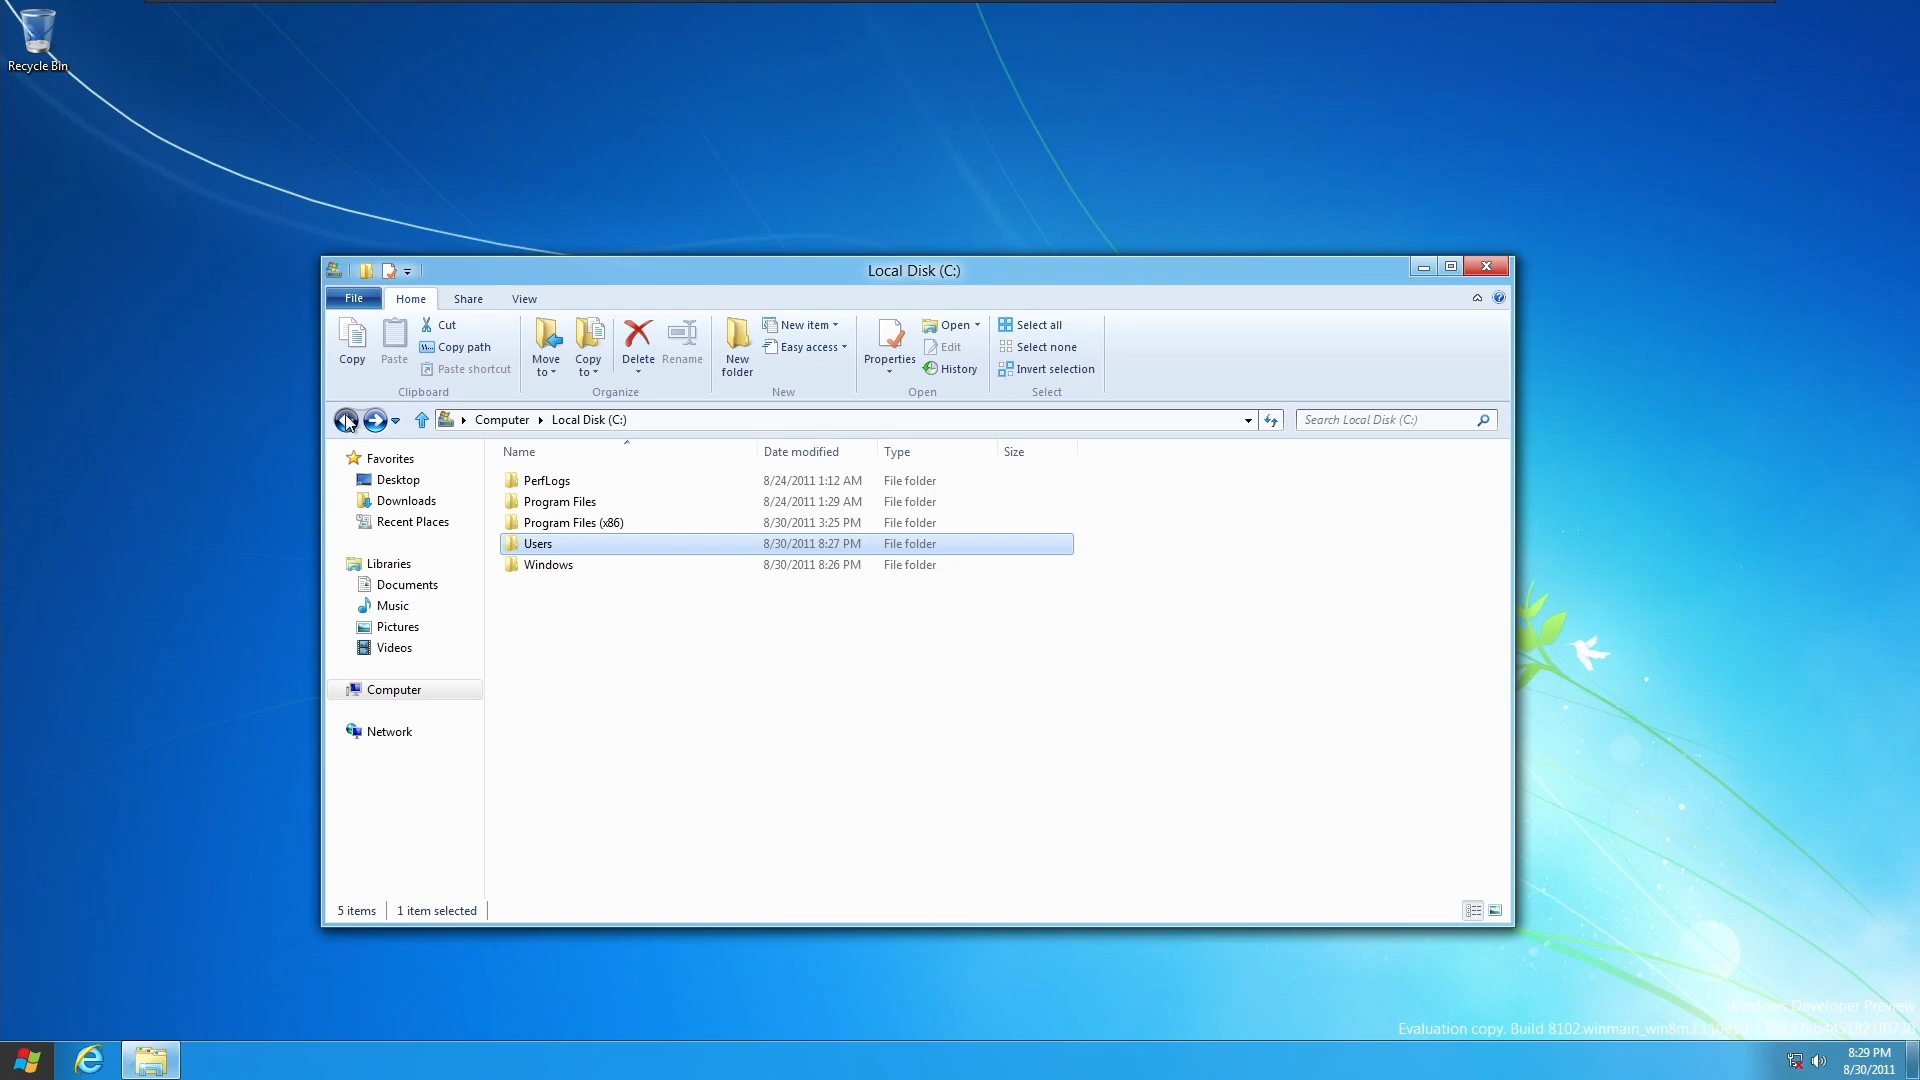 Recycle Bin
Local Disk (C:)
File Home Share View
Copy
Paste
Cut
Copy path
Paste shortcut
Clipboard
Move to
Copy to
Delete
Rename
Organize
New folder
New item
Easy access
New
Properties
Open
Edit
History
Open
Select all
Select none
Invert selection
Select
Computer Local Disk (C:)
Search Local Disk (C:)
Favorites
Desktop
Downloads
Recent Places
Libraries
Documents
Music
Pictures
Videos
Computer
Network
Name Date modified Type Size
PerfLogs 8/24/2011 1:12 AM File folder
Program Files 8/24/2011 1:29 AM File folder
Program Files (x86) 8/30/2011 3:25 PM File folder
Users 8/30/2011 8:27 PM File folder
Windows 8/30/2011 8:26 PM File folder
5 items 1 item selected
Windows Developer Preview
Evaluation copy. Build 8102.winmain_win8m3
8:29 PM
8/30/2011